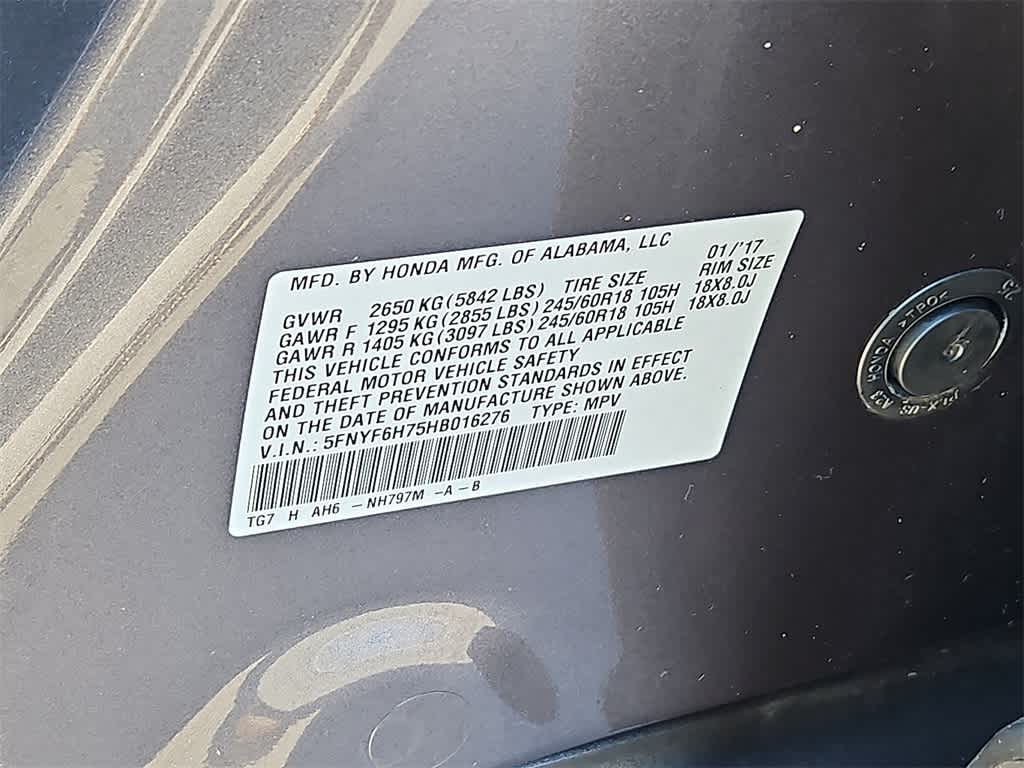 MFD. BY HONDA MFG. OF ALABAMA, LLC 01/'17
GVWR 2650 KG (5842 LBS) TIRE SIZE RIM SIZE
GAWR F 1295 KG (2855 LBS) 245/60R18 105H 18X8.0J
GAWR R 1405 KG (3097 LBS) 245/60R18 105H 18X8.0J
THIS VEHICLE CONFORMS TO ALL APPLICABLE
FEDERAL MOTOR VEHICLE SAFETY
AND THEFT PREVENTION STANDARDS IN EFFECT
ON THE DATE OF MANUFACTURE SHOWN ABOVE.
V.I.N.: 5FNYF6H75HB016276 TYPE: MPV
TG7 H AH6 -NH797M -A-B
HONDA >TPO<